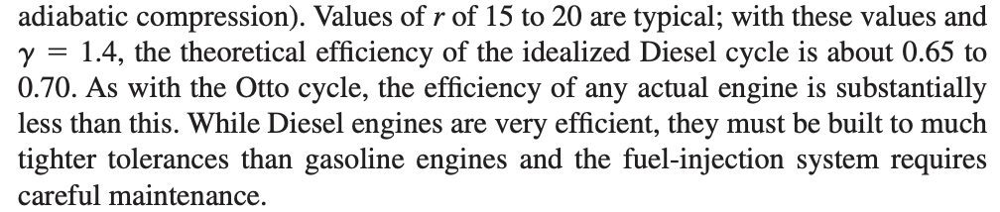 adiabatic compression). Values of r of 15 to 20 are typical; with these values and
γ = 1.4, the theoretical efficiency of the idealized Diesel cycle is about 0.65 to
0.70. As with the Otto cycle, the efficiency of any actual engine is substantially
less than this. While Diesel engines are very efficient, they must be built to much
tighter tolerances than gasoline engines and the fuel-injection system requires
careful maintenance.